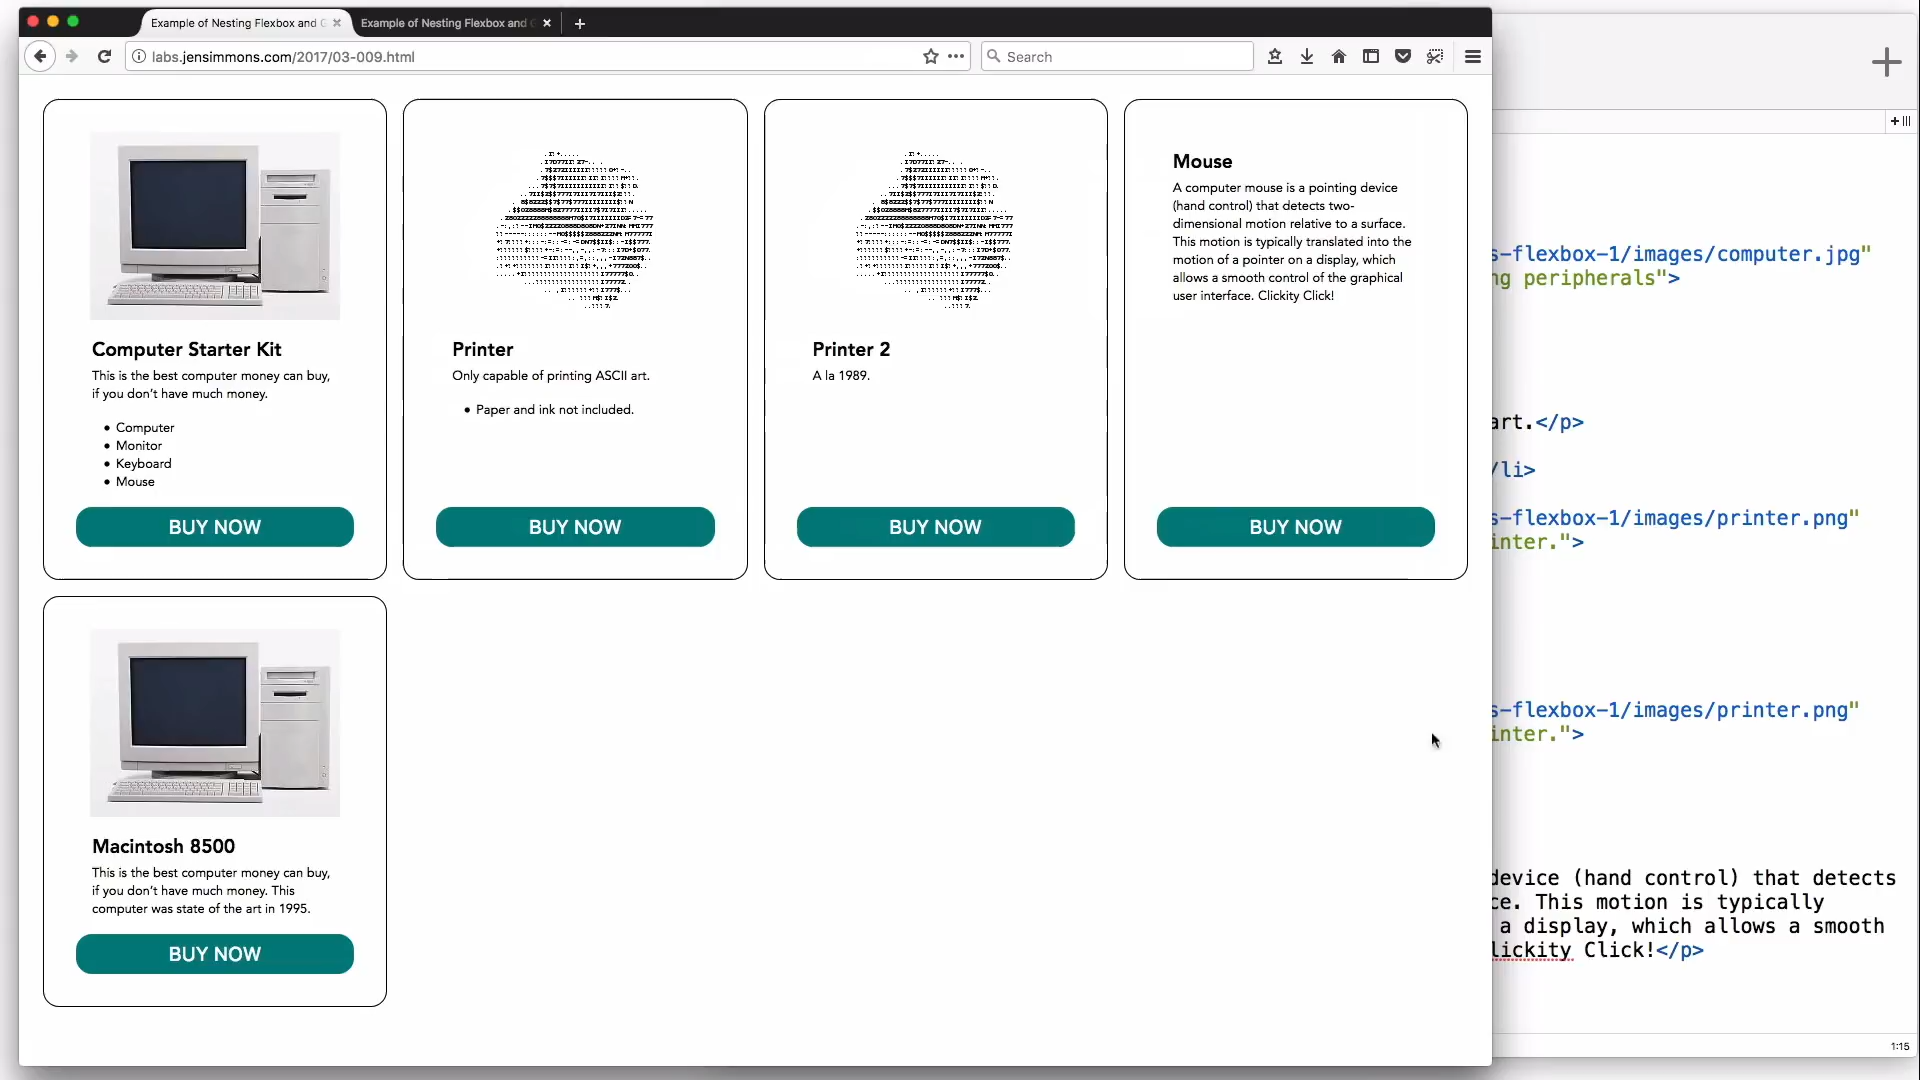 Example of Nesting Flexbox and
Example of Nesting Flexbox and
labs.jensimmons.com/2017/03-009.html
Search
Computer Starter Kit
This is the best computer money can buy,
if you don’t have much money.
• Computer
• Monitor
• Keyboard
• Mouse
BUY NOW
Printer
Only capable of printing ASCII art.
• Paper and ink not included.
BUY NOW
Printer 2
A la 1989.
BUY NOW
Mouse
A computer mouse is a pointing device
(hand control) that detects two-
dimensional motion relative to a surface.
This motion is typically translated into the
motion of a pointer on a display, which
allows a smooth control of the graphical
user interface. Clickity Click!
BUY NOW
Macintosh 8500
This is the best computer money can buy,
if you don’t have much money. This
computer was state of the art in 1995.
BUY NOW
s-flexbox-1/images/computer.jpg"
ng peripherals">
art.</p>
/li>
s-flexbox-1/images/printer.png"
inter.">
s-flexbox-1/images/printer.png"
inter.">
device (hand control) that detects
ce. This motion is typically
a display, which allows a smooth
lickity Click!</p>
1:15